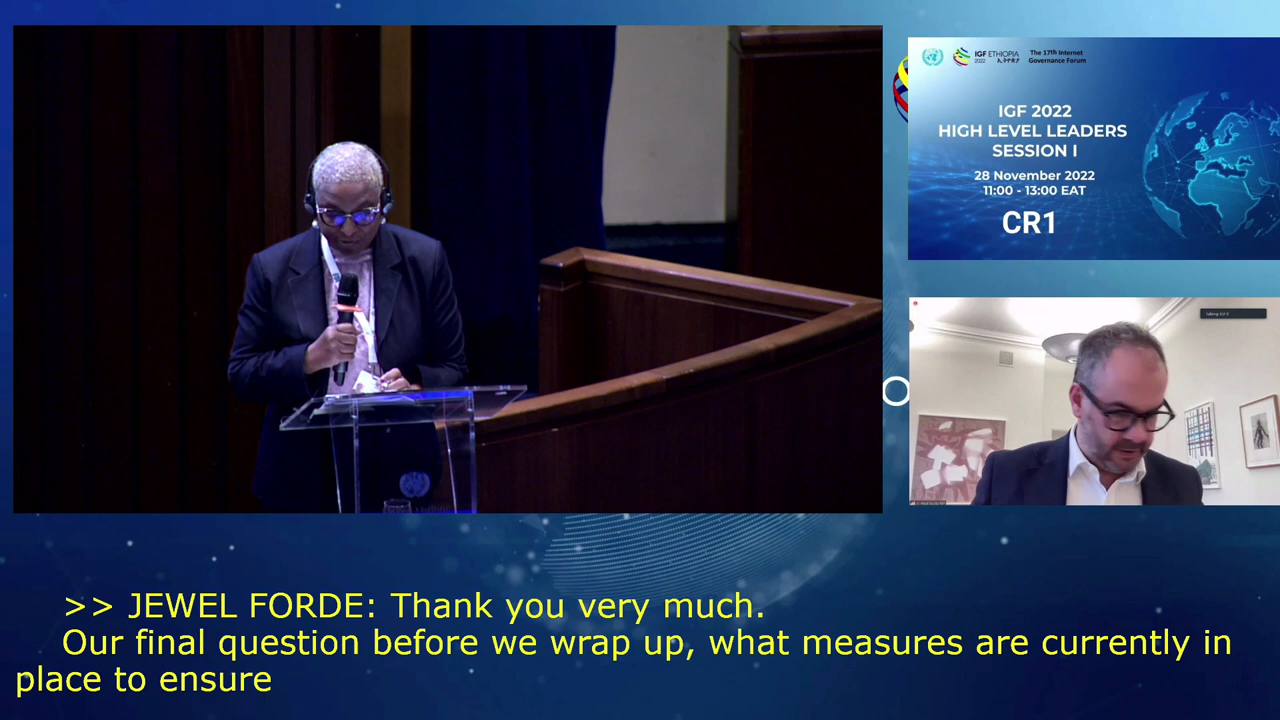 IGF ETHIOPIA
2022 ኢትዮጵያ
The 17th Internet
Governance Forum
IGF 2022
HIGH LEVEL LEADERS
SESSION I
28 November 2022
11:00 - 13:00 EAT
CR1
O
>> JEWEL FORDE: Thank you very much.
Our final question before we wrap up, what measures are currently in
place to ensure